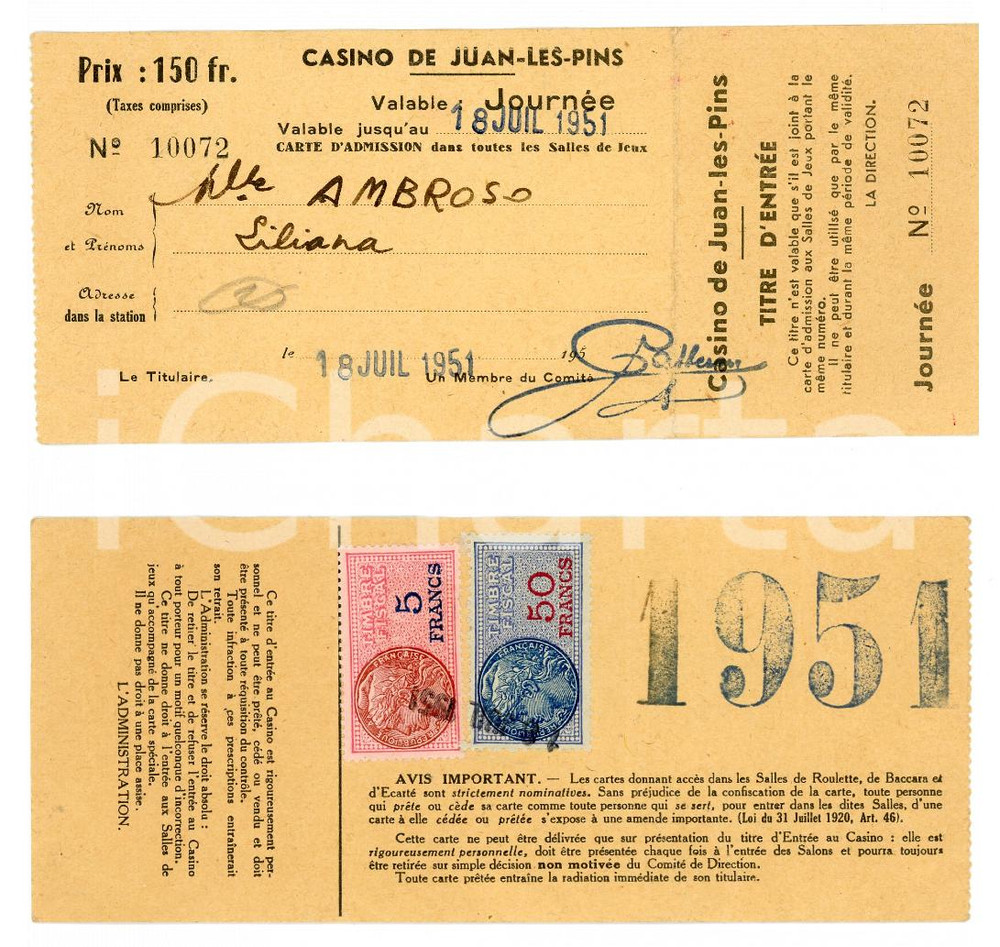 CASINO DE JUAN-LES-PINS
Prix : 150 fr.
(Taxes comprises)
Valable Journée
Valable jusqu'au 18 JUIL 1951
CARTE D'ADMISSION dans toutes les Salles de Jeux
Nº 10072
Nom
Mlle AMBROSO
et Prénoms
Liliana
Adresse
dans la station
le 18 JUIL 1951 195
Le Titulaire,
Un Membre du Comité
Casino de Juan-les-Pins
TITRE D'ENTRÉE
Ce titre n'est valable que s'il est joint à la
carte d'admission aux Salles de Jeux portant le
même numéro.
Il ne peut être utilisé que par le même
titulaire et durant la même période de validité.
LA DIRECTION.
Journée Nº 10072
iCharta
Ce titre d'entrée au Casino est rigoureusement per-
sonnel et ne peut être prêté, cédé ou vendu et doit
être présenté à toute réquisition du contrôle.
Toute infraction à ces prescriptions entraînerait
son retrait.
L'Administration se réserve le droit absolu :
De refuser le titre et de refuser l'entrée au Casino
à tout porteur pour un motif quelconque d'incorrection.
Ce titre ne donne droit à l'entrée aux Salles de
jeux qu'accompagné de la carte spéciale.
Il ne donne pas droit à une place assise.
L'ADMINISTRATION.
TIMBRE
FISCAL
5
FRANCS
TIMBRE
FISCAL
50
FRANCS
1951
1951
AVIS IMPORTANT. — Les cartes donnant accès dans les Salles de Roulette, de Baccara et
d'Ecarté sont strictement nominatives. Sans préjudice de la confiscation de la carte, toute personne
qui prête ou cède sa carte comme toute personne qui se sert, pour entrer dans les dites Salles, d'une
carte à elle cédée ou prêtée s'expose à une amende importante. (Loi du 31 Juillet 1920, Art. 46).
Cette carte ne peut être délivrée que sur présentation du titre d'Entrée au Casino : elle est
rigoureusement personnelle, doit être présentée chaque fois à l'entrée des Salons et pourra toujours
être retirée sur simple décision non motivée du Comité de Direction.
Toute carte prêtée entraîne la radiation immédiate de son titulaire.